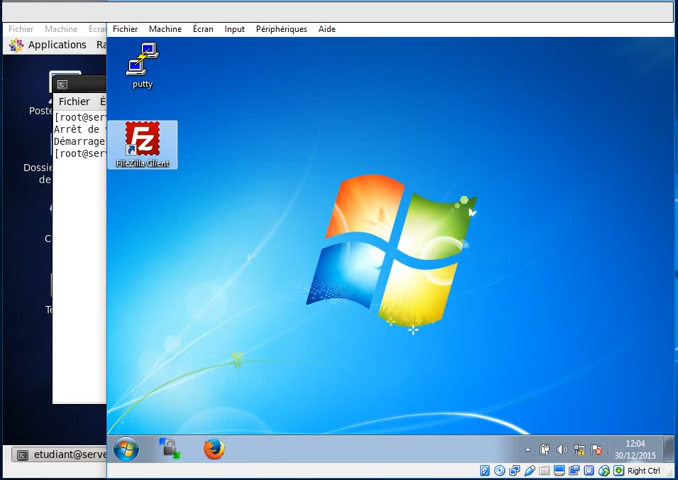 Fichier Machine Écran
Fichier Machine Écran Input Périphériques Aide
Applications
putty
Fichier
[root@serv
Arrêt de
Démarrage
[root@serv
FZ
FileZilla Client
Dossie
de
etudiant@serve
12:04
30/12/2015
Right Ctrl